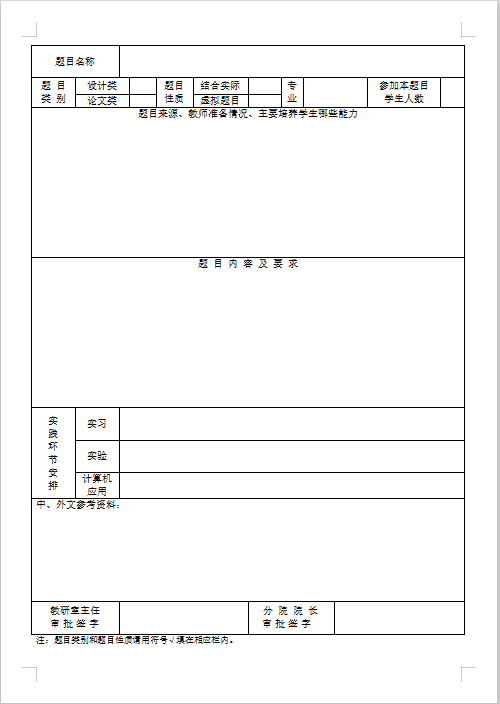 题目名称
题 目 类 别
设计类
论文类
题目性质
结合实际
虚拟题目
专业
参加本题目学生人数
题目来源、教师准备情况、主要培养学生哪些能力
题 目 内 容 及 要 求
实践环节安排
实习
实验
计算机应用
中、外文参考资料：
教研室主任
审 批 签 字
分 院 院 长
审 批 签 字
注：题目类别和题目性质请用符号√填在相应栏内。